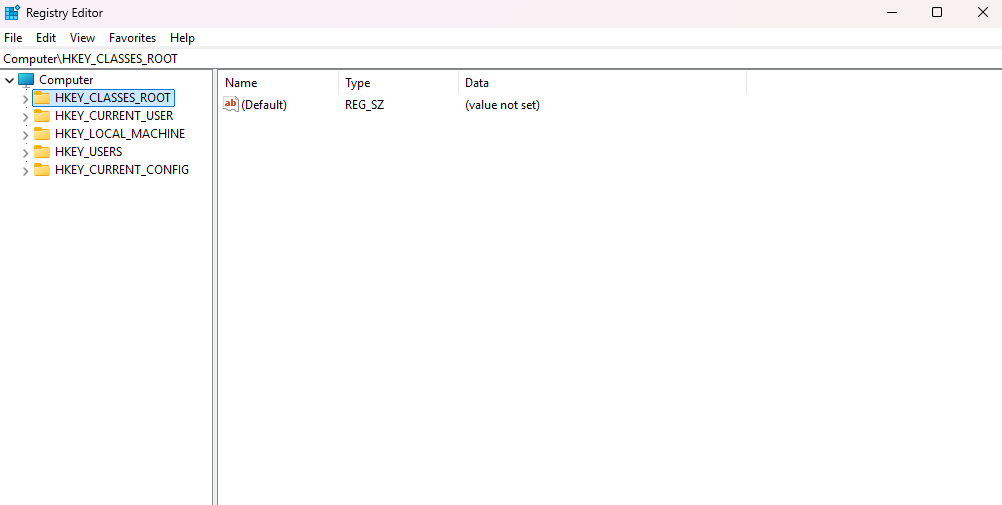 Registry Editor
File Edit View Favorites Help
Computer\HKEY_CLASSES_ROOT
Computer
HKEY_CLASSES_ROOT
HKEY_CURRENT_USER
HKEY_LOCAL_MACHINE
HKEY_USERS
HKEY_CURRENT_CONFIG
Name Type Data
ab (Default) REG_SZ (value not set)